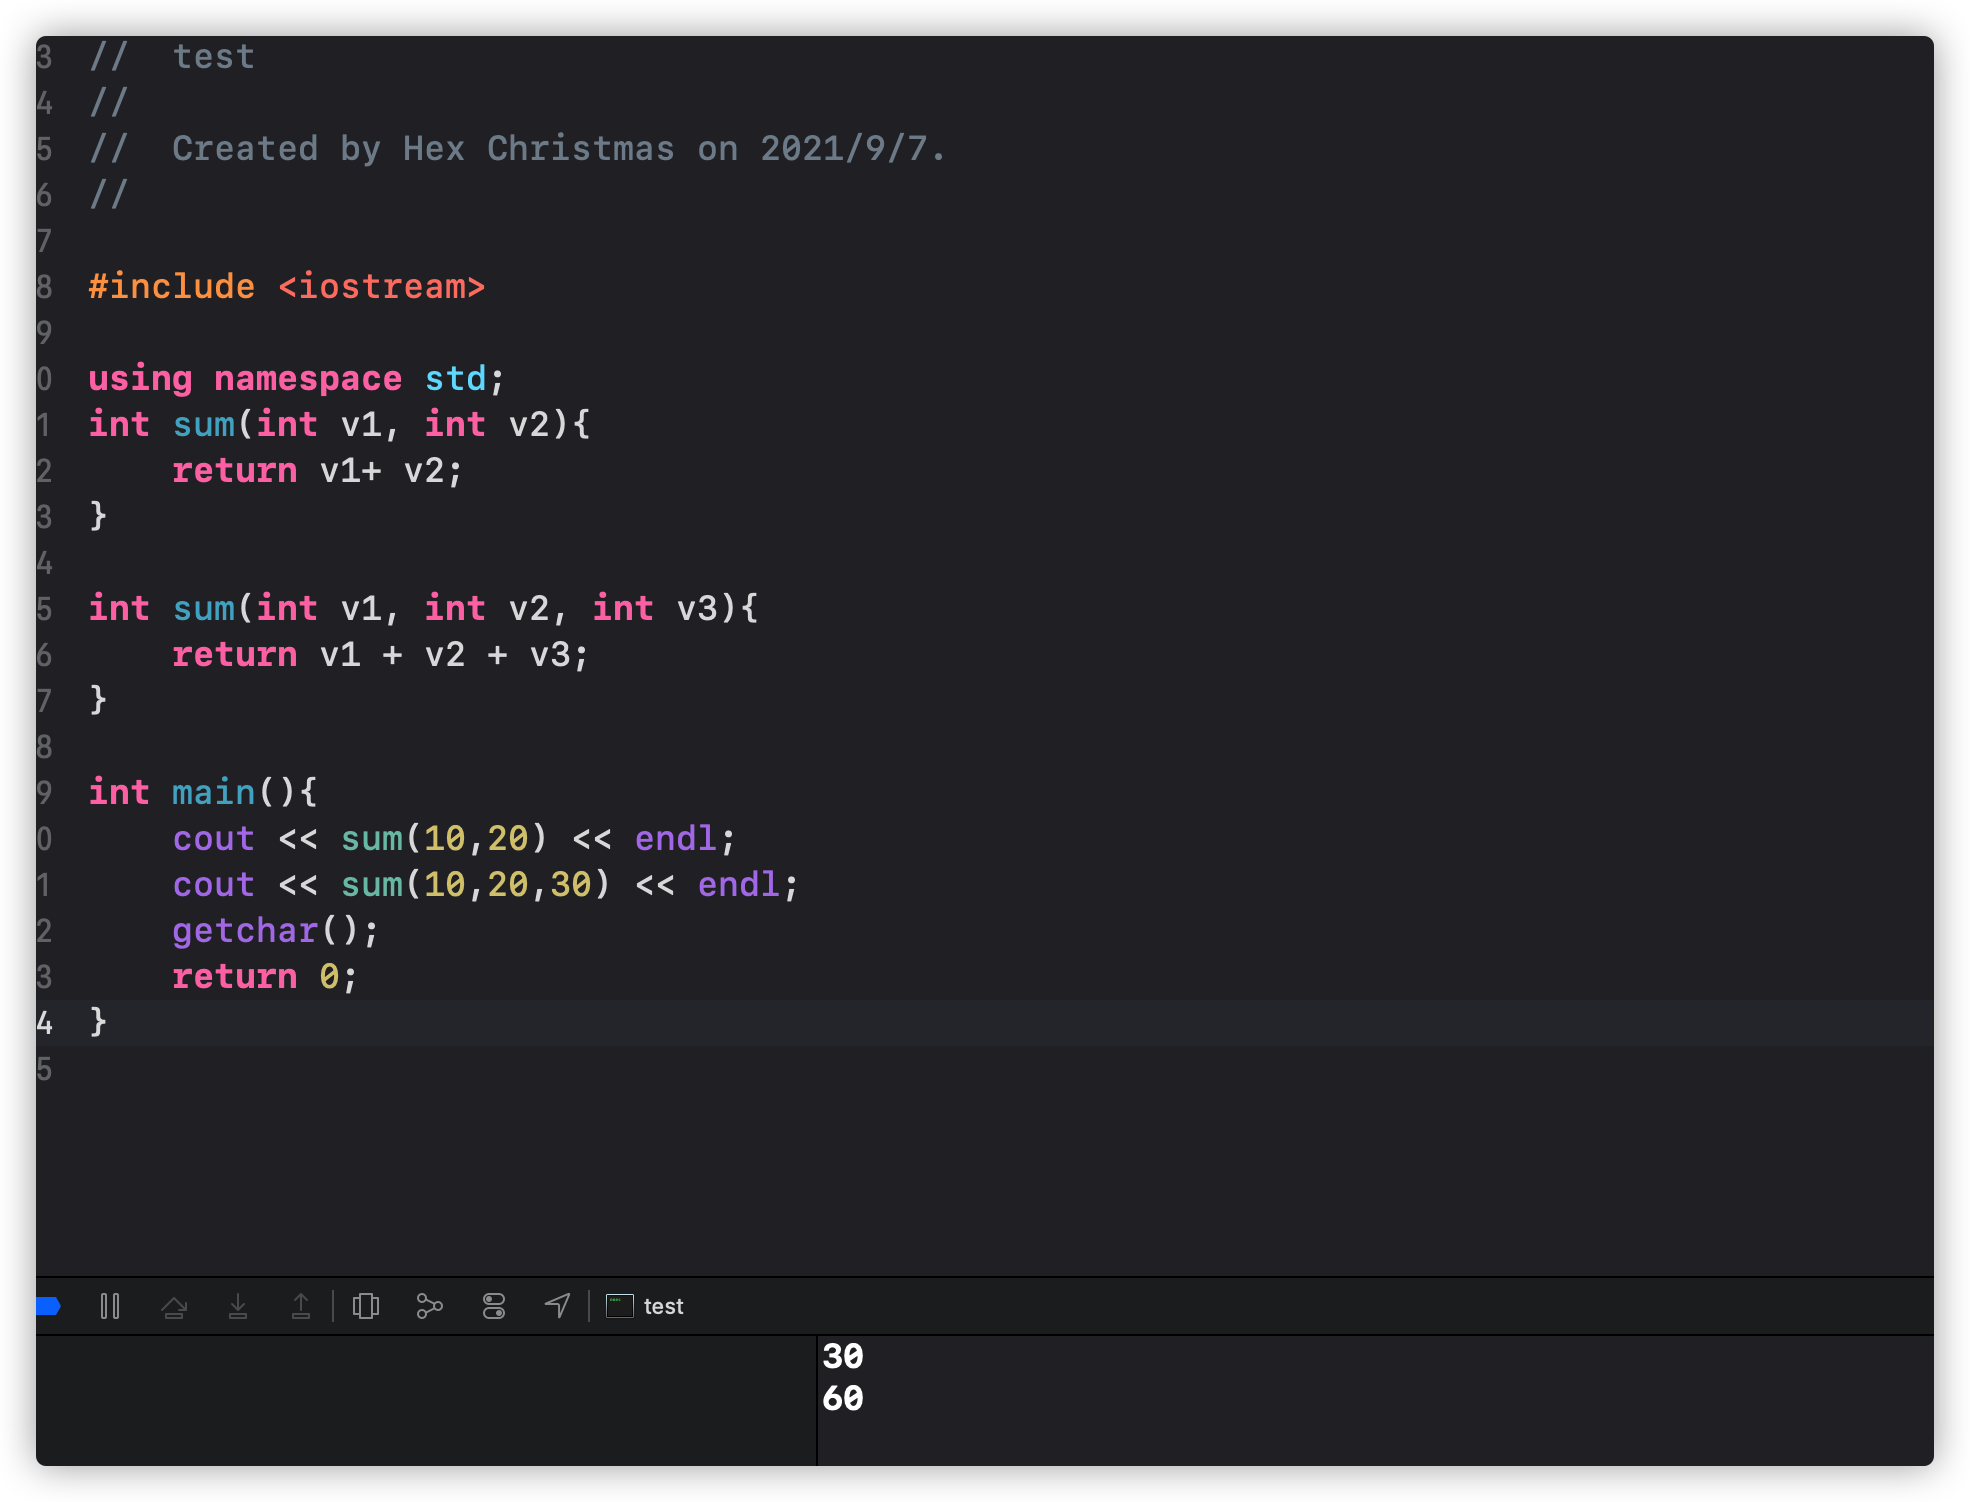 3 // test
4 //
5 // Created by Hex Christmas on 2021/9/7.
6 //
7
8 #include <iostream>
9
0 using namespace std;
1 int sum(int v1, int v2){
2     return v1+ v2;
3 }
4
5 int sum(int v1, int v2, int v3){
6     return v1 + v2 + v3;
7 }
8
9 int main(){
0     cout << sum(10,20) << endl;
1     cout << sum(10,20,30) << endl;
2     getchar();
3     return 0;
4 }
5
test
30
60